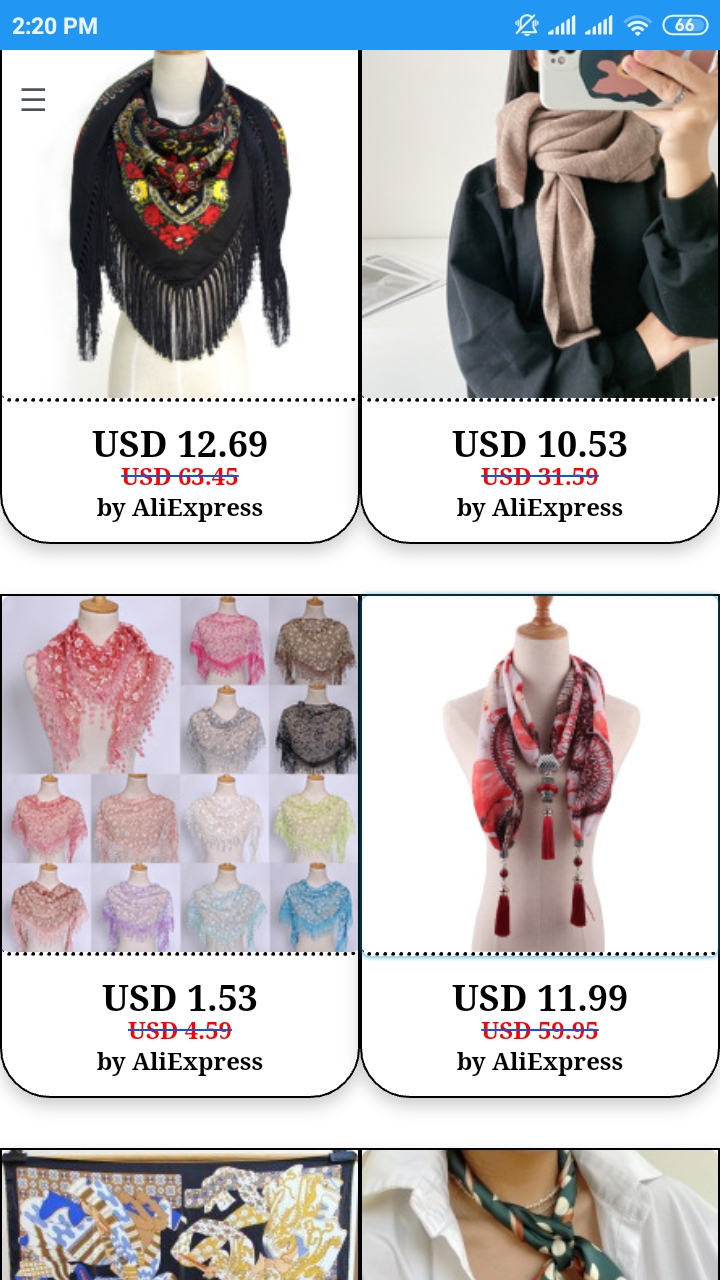 2:20 PM
66
USD 12.69
USD 63.45
by AliExpress
USD 10.53
USD 31.59
by AliExpress
USD 1.53
USD 4.59
by AliExpress
USD 11.99
USD 59.95
by AliExpress